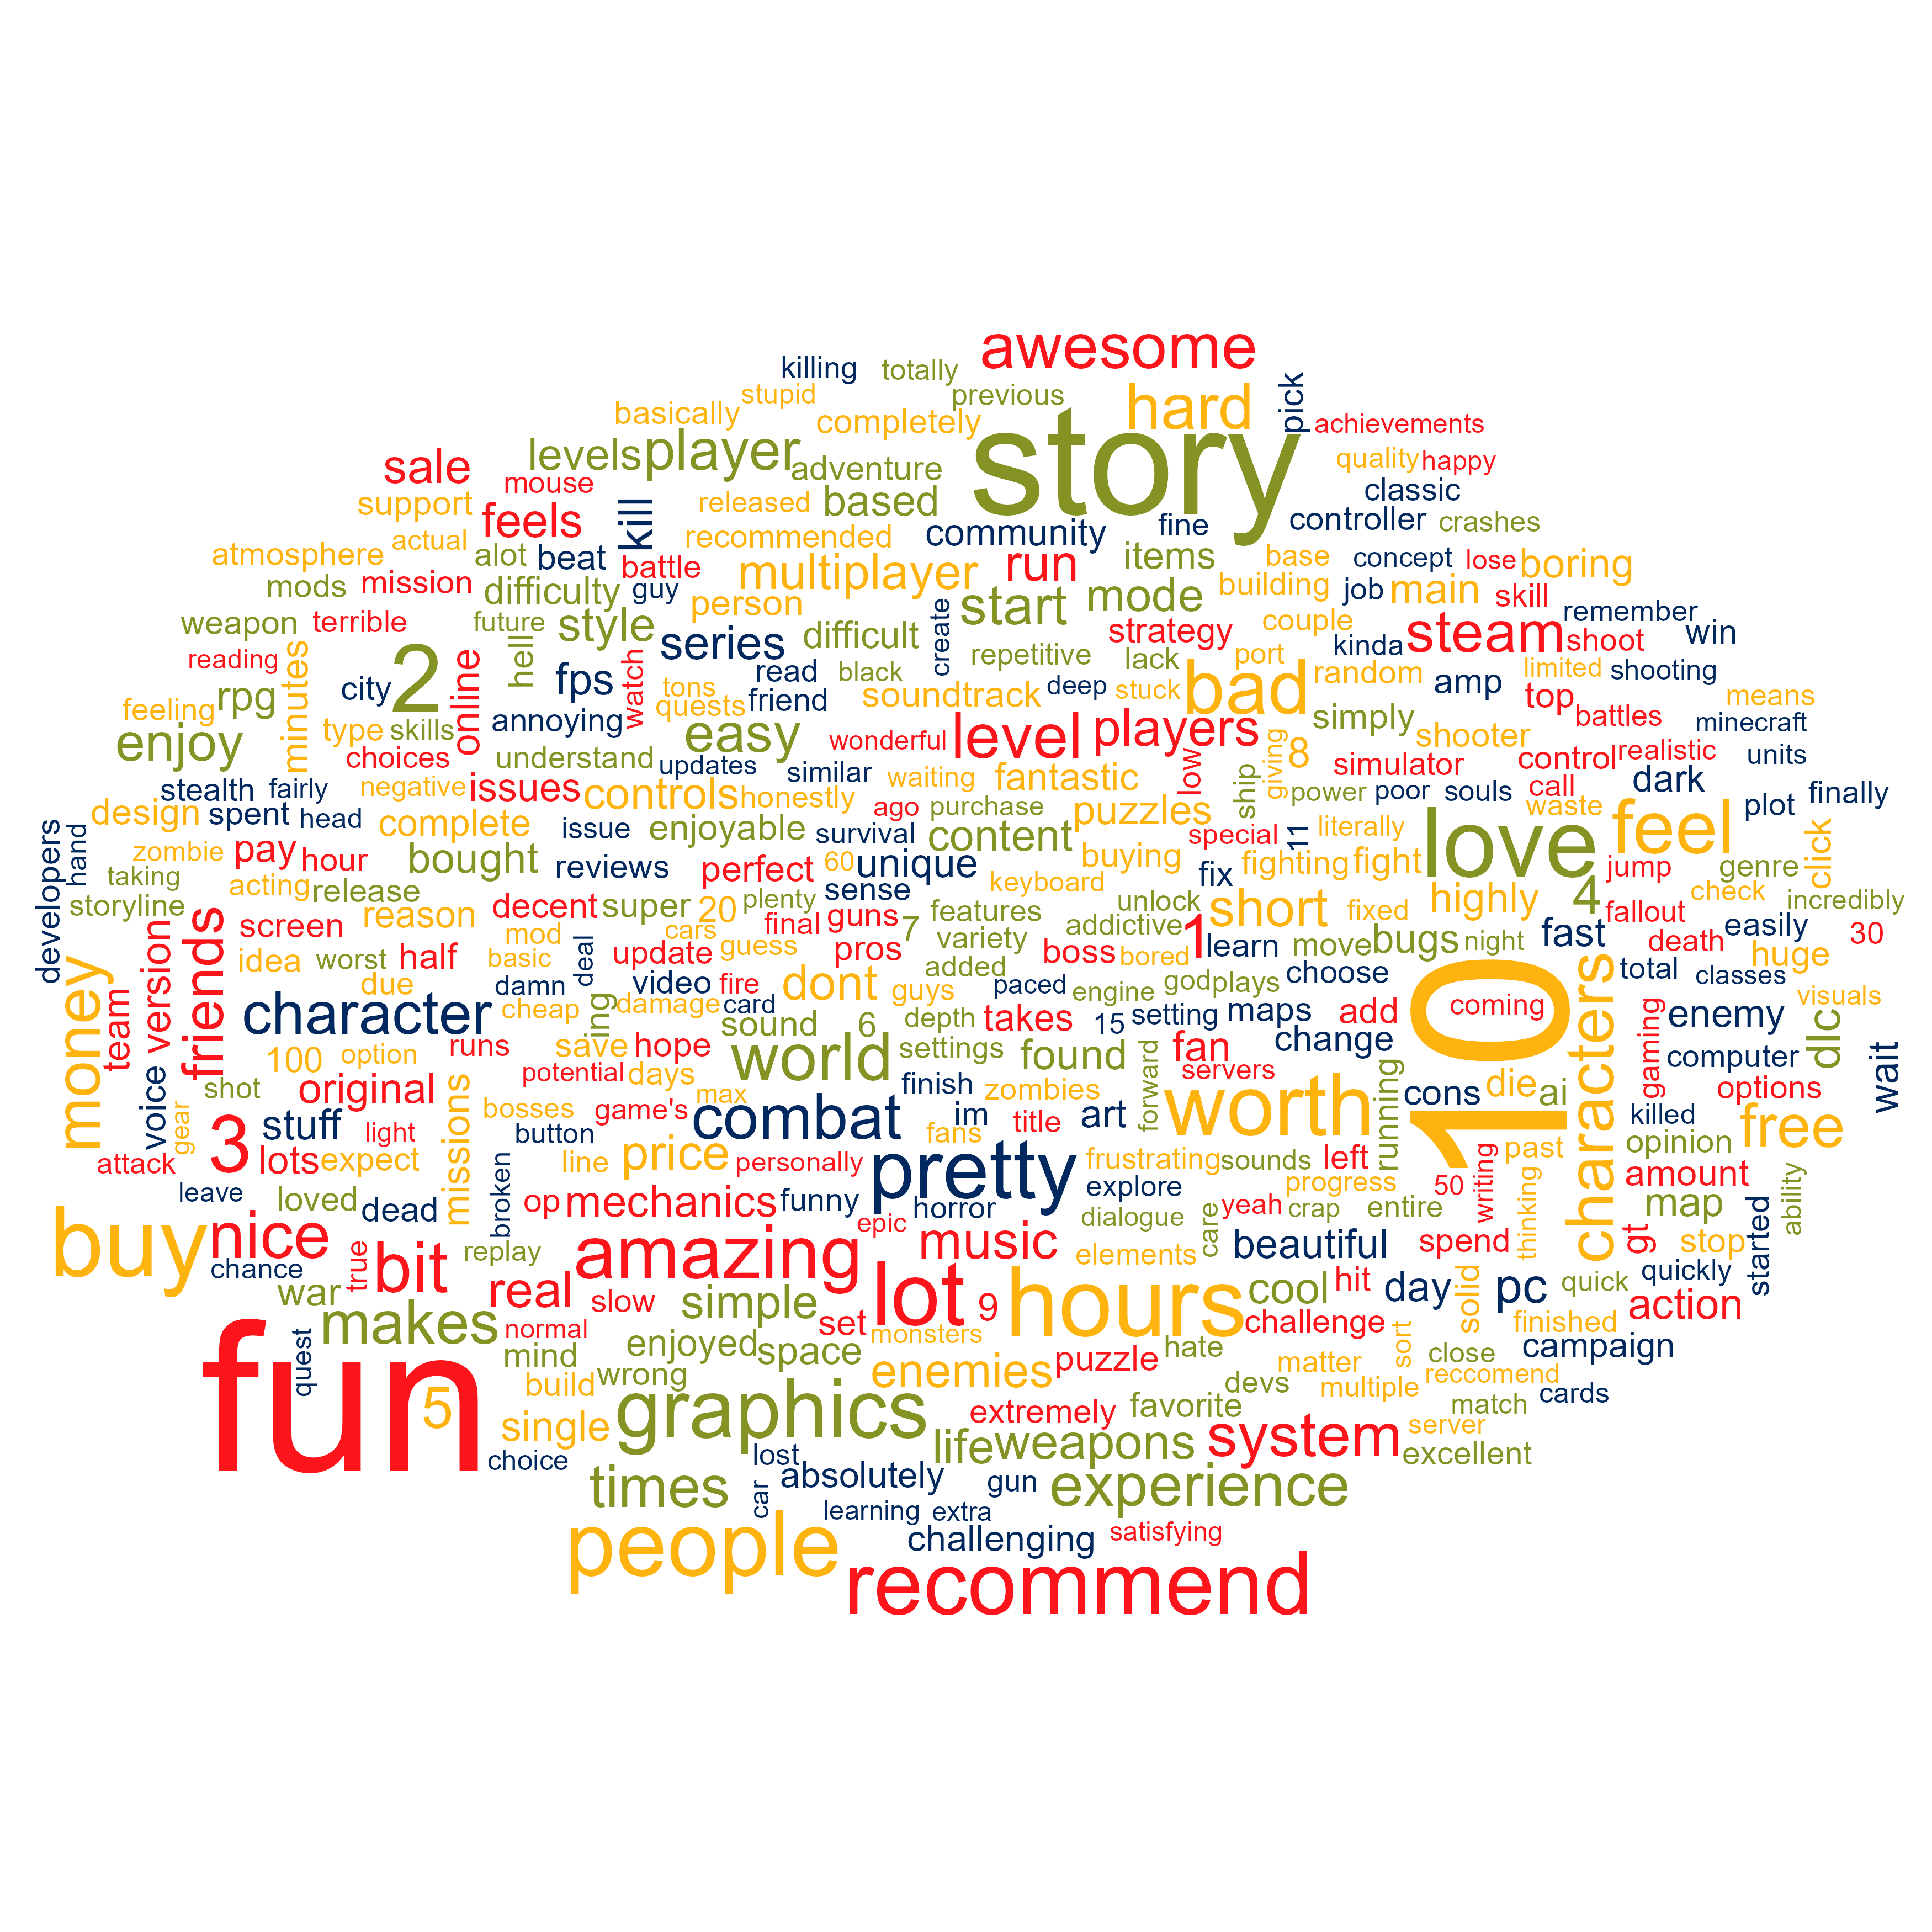 awesome
killing
totally
stupid
previous
hard
pick
basically
completely
story
achievements
levels
player
adventure
quality
happy
sale
mouse
support
released
based
classic
feels
kill
recommended
community
fine
controller
crashes
atmosphere
actual
alot
beat
battle
multiplayer
run
items
base
concept
lose
boring
mods
mission
difficulty
guy
person
start
mode
building
job
main
skill
weapon
terrible
future
style
series
difficult
create
strategy
couple
remember
reading
minutes
2
online
hell
fps
watch
read
black
repetitive
lack
port
kinda
steam
shoot
win
feeling
rpg
city
tons
quests
friend
soundtrack
deep
stuck
bad
random
amp
limited
shooting
top
means
enjoy
type
skills
annoying
easy
wonderful
level
players
simply
shooter
battles
minecraft
choices
understand
updates
similar
waiting
fantastic
low
ship
giving
8
simulator
control
realistic
units
stealth
fairly
negative
issues
controls
honestly
ago
purchase
puzzles
power
poor
souls
call
dark
finally
design
spent
head
complete
issue
enjoyable
survival
content
special
11
literally
love
waste
feel
plot
developers
hand
zombie
pay
hour
bought
reviews
perfect
60
unique
buying
fix
fighting
fight
jump
genre
click
taking
acting
release
sense
keyboard
storyline
reason
decent
super
20
plenty
features
unlock
short
fixed
highly
4
check
incredibly
friends
screen
mod
cars
final
guns
7
addictive
1
fallout
version
idea
worst
half
basic
deal
update
guess
pros
variety
boss
bored
learn
move
bugs
night
fast
death
easily
30
money
due
damn
video
fire
dont
guys
added
paced
god
plays
choose
10
characters
total
classes
huge
team
character
cheap
ing
damage
card
engine
coming
visuals
sound
6
depth
takes
15
setting
maps
add
gaming
enemy
dlc
voice
100
option
runs
save
hope
world
settings
found
forward
fan
change
computer
wait
shot
original
potential
days
max
finish
zombies
servers
running
cons
die
ai
options
gear
3
stuff
light
missions
bosses
game's
combat
im
title
art
worth
killed
free
button
fans
opinion
attack
lots
expect
broken
line
price
personally
pretty
frustrating
sounds
left
writing
past
amount
leave
loved
dead
op
mechanics
funny
horror
explore
progress
50
thinking
map
ability
buy
nice
epic
dialogue
care
yeah
crap
entire
gt
started
chance
true
bit
replay
amazing
music
elements
beautiful
spend
stop
war
real
slow
lot
9
hours
cool
hit
day
solid
pc
quick
quickly
makes
normal
simple
set
monsters
challenge
finished
action
fun
quest
mind
enjoyed
space
puzzle
hate
sort
close
campaign
wrong
enemies
matter
5
build
graphics
devs
multiple
reccomend
cards
single
extremely
favorite
match
server
choice
lost
life
weapons
system
excellent
times
car
absolutely
gun
experience
learning
extra
people
challenging
satisfying
recommend